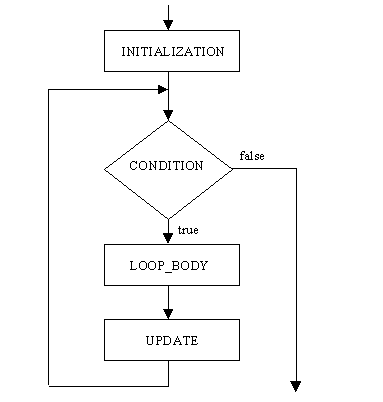 INITIALIZATION
CONDITION
false
true
LOOP_BODY
UPDATE